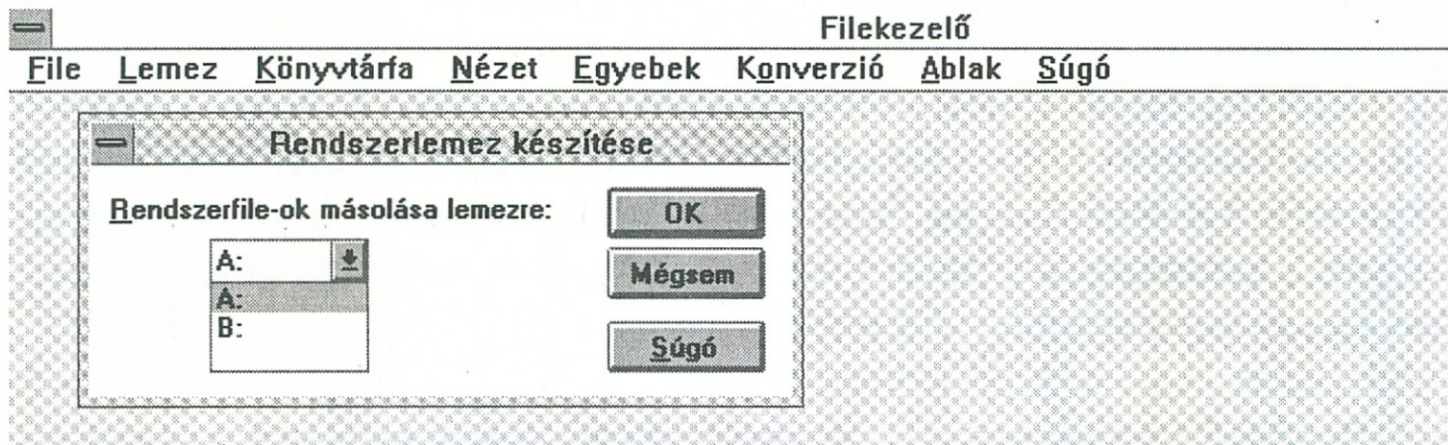 Filekezelő
File Lemez Könyvtárfa Nézet Egyebek Konverzió Ablak Súgó
Rendszerlemez készítése
Rendszerfile-ok másolása lemezre:
OK
A:
Mégsem
A:
B:
Súgó